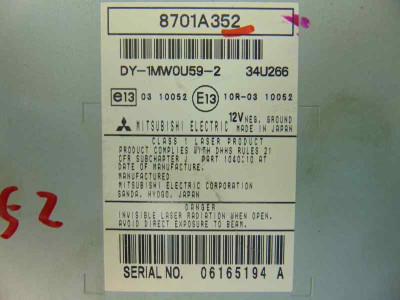 8701A352
DY-1MW0U59-2 34U266
e13 03 10052 E13 10R-03 10052
12V NEG. GROUND
MITSUBISHI ELECTRIC MADE IN JAPAN
CLASS 1 LASER PRODUCT
PRODUCT COMPLIES WITH DHHS RULES 21
CFR SUBCHAPTER J PART 1040:10 AT
DATE OF MANUFACTURE.
MANUFACTURED
MITSUBISHI ELECTRIC CORPORATION
SANDA, HYOGO, JAPAN
DANGER
INVISIBLE LASER RADIATION WHEN OPEN.
AVOID DIRECT EXPOSURE TO BEAM.
SERIAL NO. 06165194 A
52